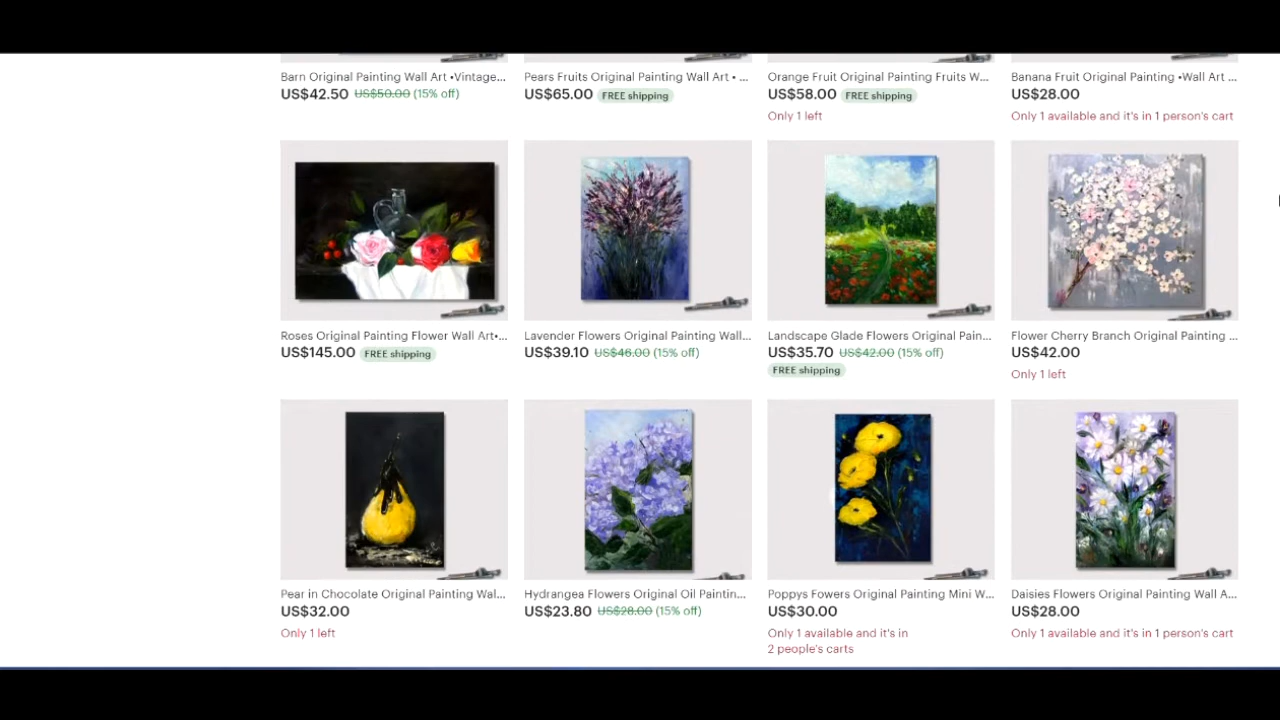 Barn Original Painting Wall Art •Vintage...
US$42.50 US$50.00 (15% off)
Pears Fruits Original Painting Wall Art • ...
US$65.00 FREE shipping
Orange Fruit Original Painting Fruits W...
US$58.00 FREE shipping
Only 1 left
Banana Fruit Original Painting •Wall Art ...
US$28.00
Only 1 available and it's in 1 person's cart
Roses Original Painting Flower Wall Art•...
US$145.00 FREE shipping
Lavender Flowers Original Painting Wall...
US$39.10 US$46.00 (15% off)
Landscape Glade Flowers Original Pain...
US$35.70 US$42.00 (15% off)
FREE shipping
Flower Cherry Branch Original Painting ...
US$42.00
Only 1 left
Pear in Chocolate Original Painting Wal...
US$32.00
Only 1 left
Hydrangea Flowers Original Oil Paintin...
US$23.80 US$28.00 (15% off)
Poppys Fowers Original Painting Mini W...
US$30.00
Only 1 available and it's in
2 people's carts
Daisies Flowers Original Painting Wall A...
US$28.00
Only 1 available and it's in 1 person's cart